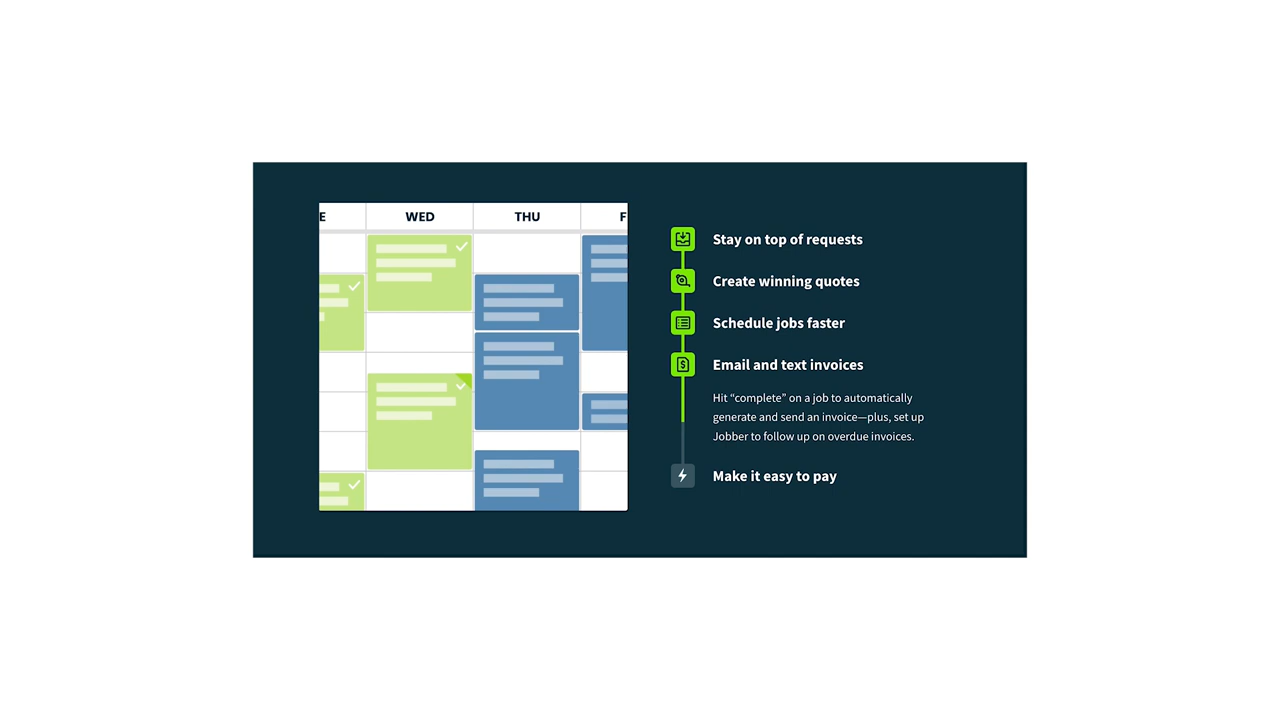 E WED THU F
Stay on top of requests
Create winning quotes
Schedule jobs faster
Email and text invoices
Hit “complete” on a job to automatically
generate and send an invoice—plus, set up
Jobber to follow up on overdue invoices.
Make it easy to pay